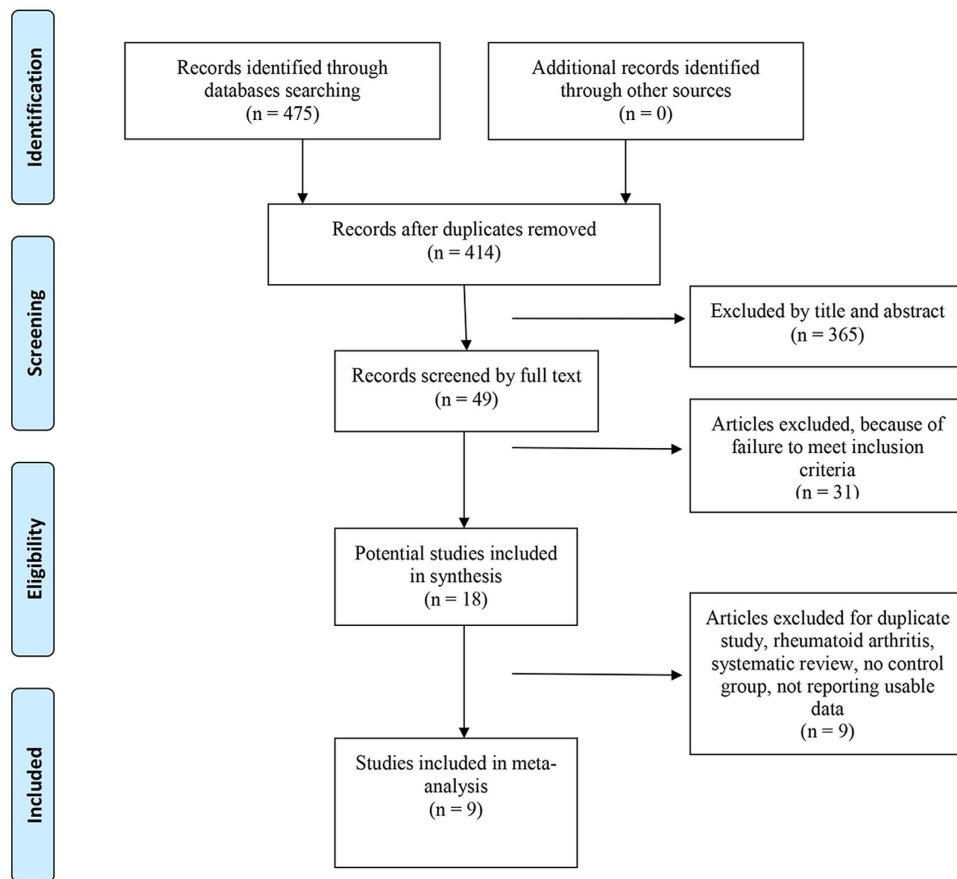 Identification
Records identified through
databases searching
(n = 475)
Additional records identified
through other sources
(n = 0)
Records after duplicates removed
(n = 414)
Screening
Excluded by title and abstract
(n = 365)
Records screened by full text
(n = 49)
Articles excluded, because of
failure to meet inclusion
criteria
(n = 31)
Eligibility
Potential studies included
in synthesis
(n = 18)
Articles excluded for duplicate
study, rheumatoid arthritis,
systematic review, no control
group, not reporting usable
data
(n = 9)
Included
Studies included in meta-
analysis
(n = 9)